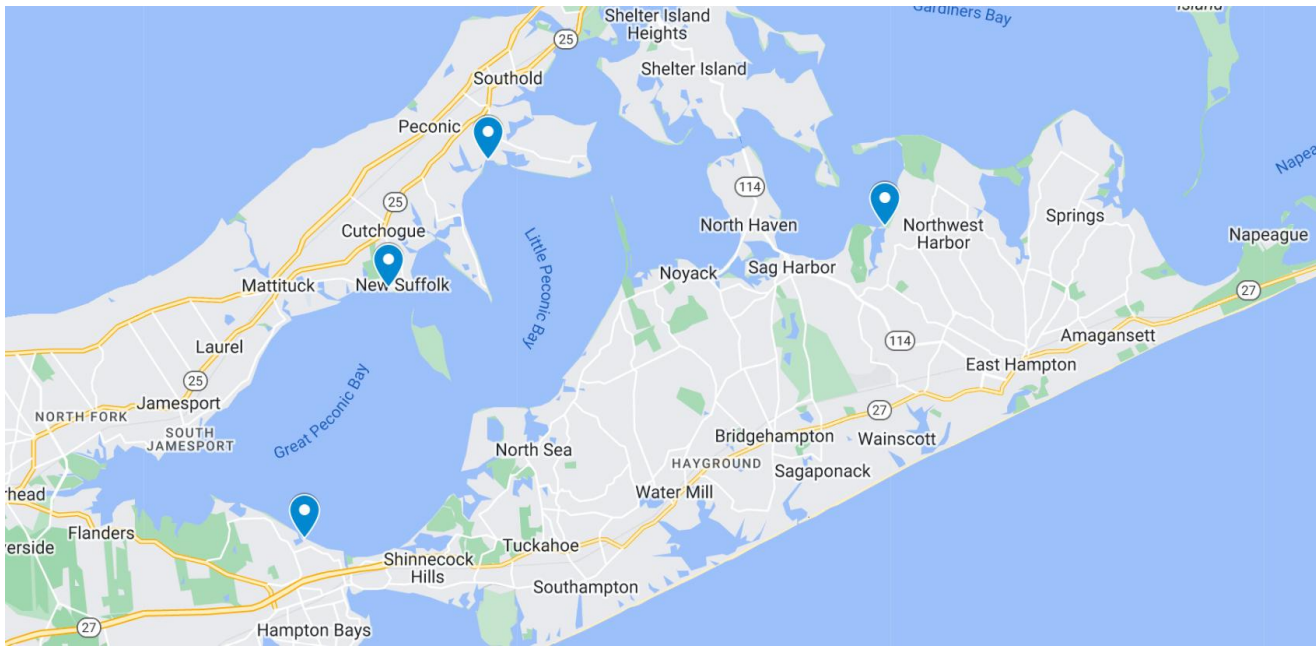 Gardiners Bay
Island
Shelter Island
Heights
25
Shelter Island
Southold
Peconic
Napea
114
25
Springs
North Haven
Northwest
Harbor
Cutchogue
Napeague
Little Peconic Bay
Noyack
Sag Harbor
Mattituck
New Suffolk
27
Laurel
114
Amagansett
East Hampton
25
Jamesport
Great Peconic Bay
NORTH FORK
SOUTH
JAMESPORT
27
Bridgehampton
Wainscott
North Sea
HAYGROUND
Sagaponack
Water Mill
rhead
Flanders
erside
Tuckahoe
Shinnecock
Hills
Southampton
27
Hampton Bays